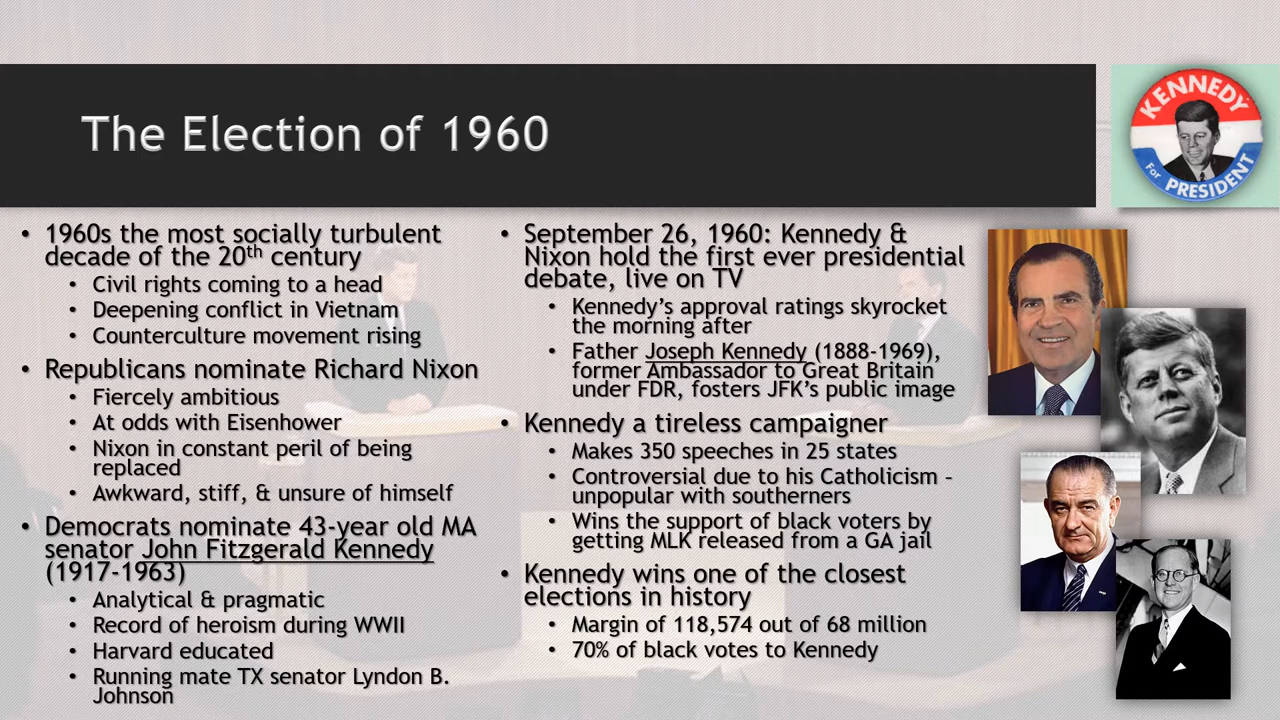 The Election of 1960
KENNEDY
For PRESIDENT
• 1960s the most socially turbulent
decade of the 20th century
• Civil rights coming to a head
• Deepening conflict in Vietnam
• Counterculture movement rising
• Republicans nominate Richard Nixon
• Fiercely ambitious
• At odds with Eisenhower
• Nixon in constant peril of being
replaced
• Awkward, stiff, & unsure of himself
• Democrats nominate 43-year old MA
senator John Fitzgerald Kennedy
(1917-1963)
• Analytical & pragmatic
• Record of heroism during WWII
• Harvard educated
• Running mate TX senator Lyndon B.
Johnson
• September 26, 1960: Kennedy &
Nixon hold the first ever presidential
debate, live on TV
• Kennedy's approval ratings skyrocket
the morning after
• Father Joseph Kennedy (1888-1969),
former Ambassador to Great Britain
under FDR, fosters JFK's public image
• Kennedy a tireless campaigner
• Makes 350 speeches in 25 states
• Controversial due to his Catholicism –
unpopular with southerners
• Wins the support of black voters by
getting MLK released from a GA jail
• Kennedy wins one of the closest
elections in history
• Margin of 118,574 out of 68 million
• 70% of black votes to Kennedy